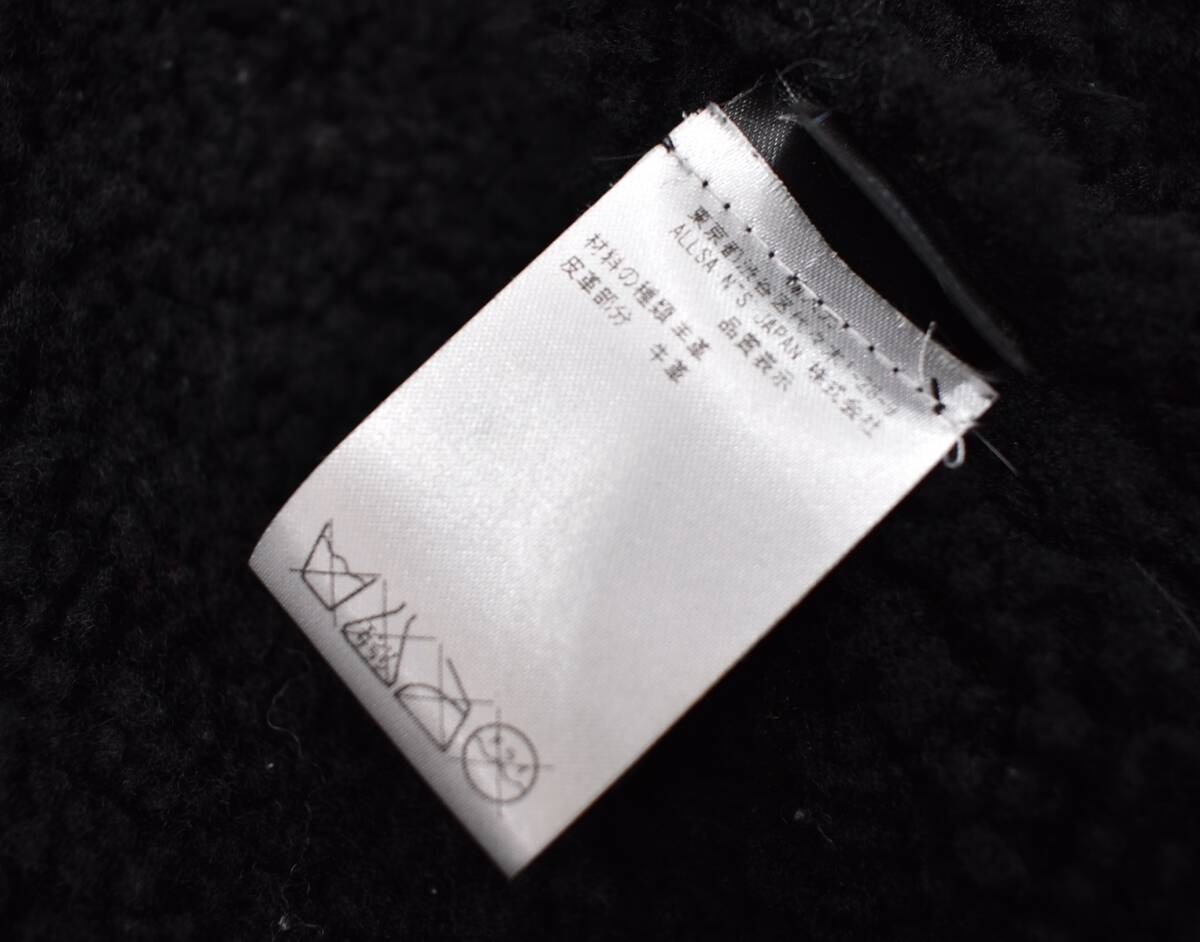 品質表示
材料の種類 羊革
皮革部分 牛革
ALLSA N'S JAPAN 株式会社
東京都渋谷区